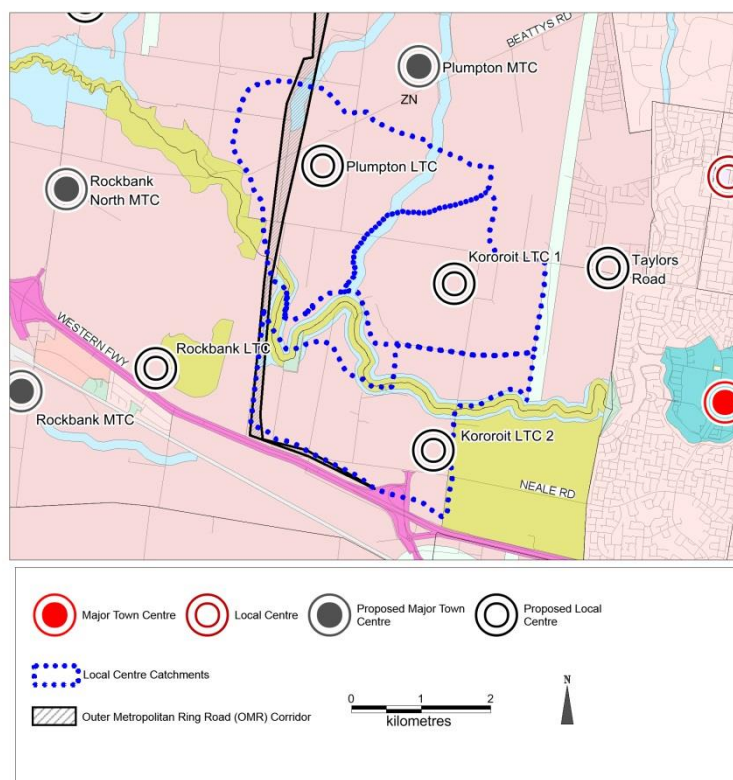 BEATTYS RD
Plumpton MTC
ZN
Plumpton LTC
Rockbank
North MTC
Kororoit LTC 1
Taylors
Road
WESTERN FWY
Rockbank LTC
Rockbank MTC
Kororoit LTC 2
NEALE RD
Major Town Centre
Local Centre
Proposed Major Town
Centre
Proposed Local
Centre
Local Centre Catchments
Outer Metropolitan Ring Road (OMR) Corridor
0 1 2
kilometres
N